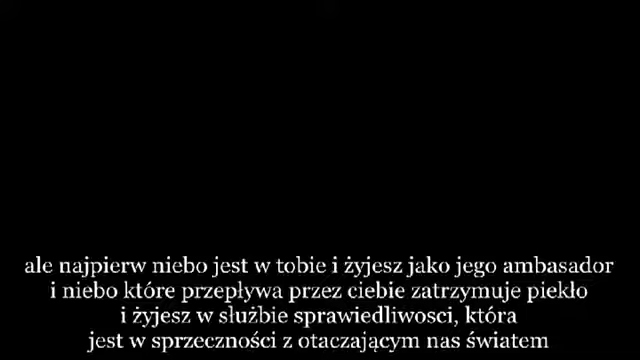 ale najpierw niebo jest w tobie i żyjesz jako jego ambasador
i niebo które przepływa przez ciebie zatrzymuje piekło
i żyjesz w służbie sprawiedliwosci, która
jest w sprzeczności z otaczającym nas światem